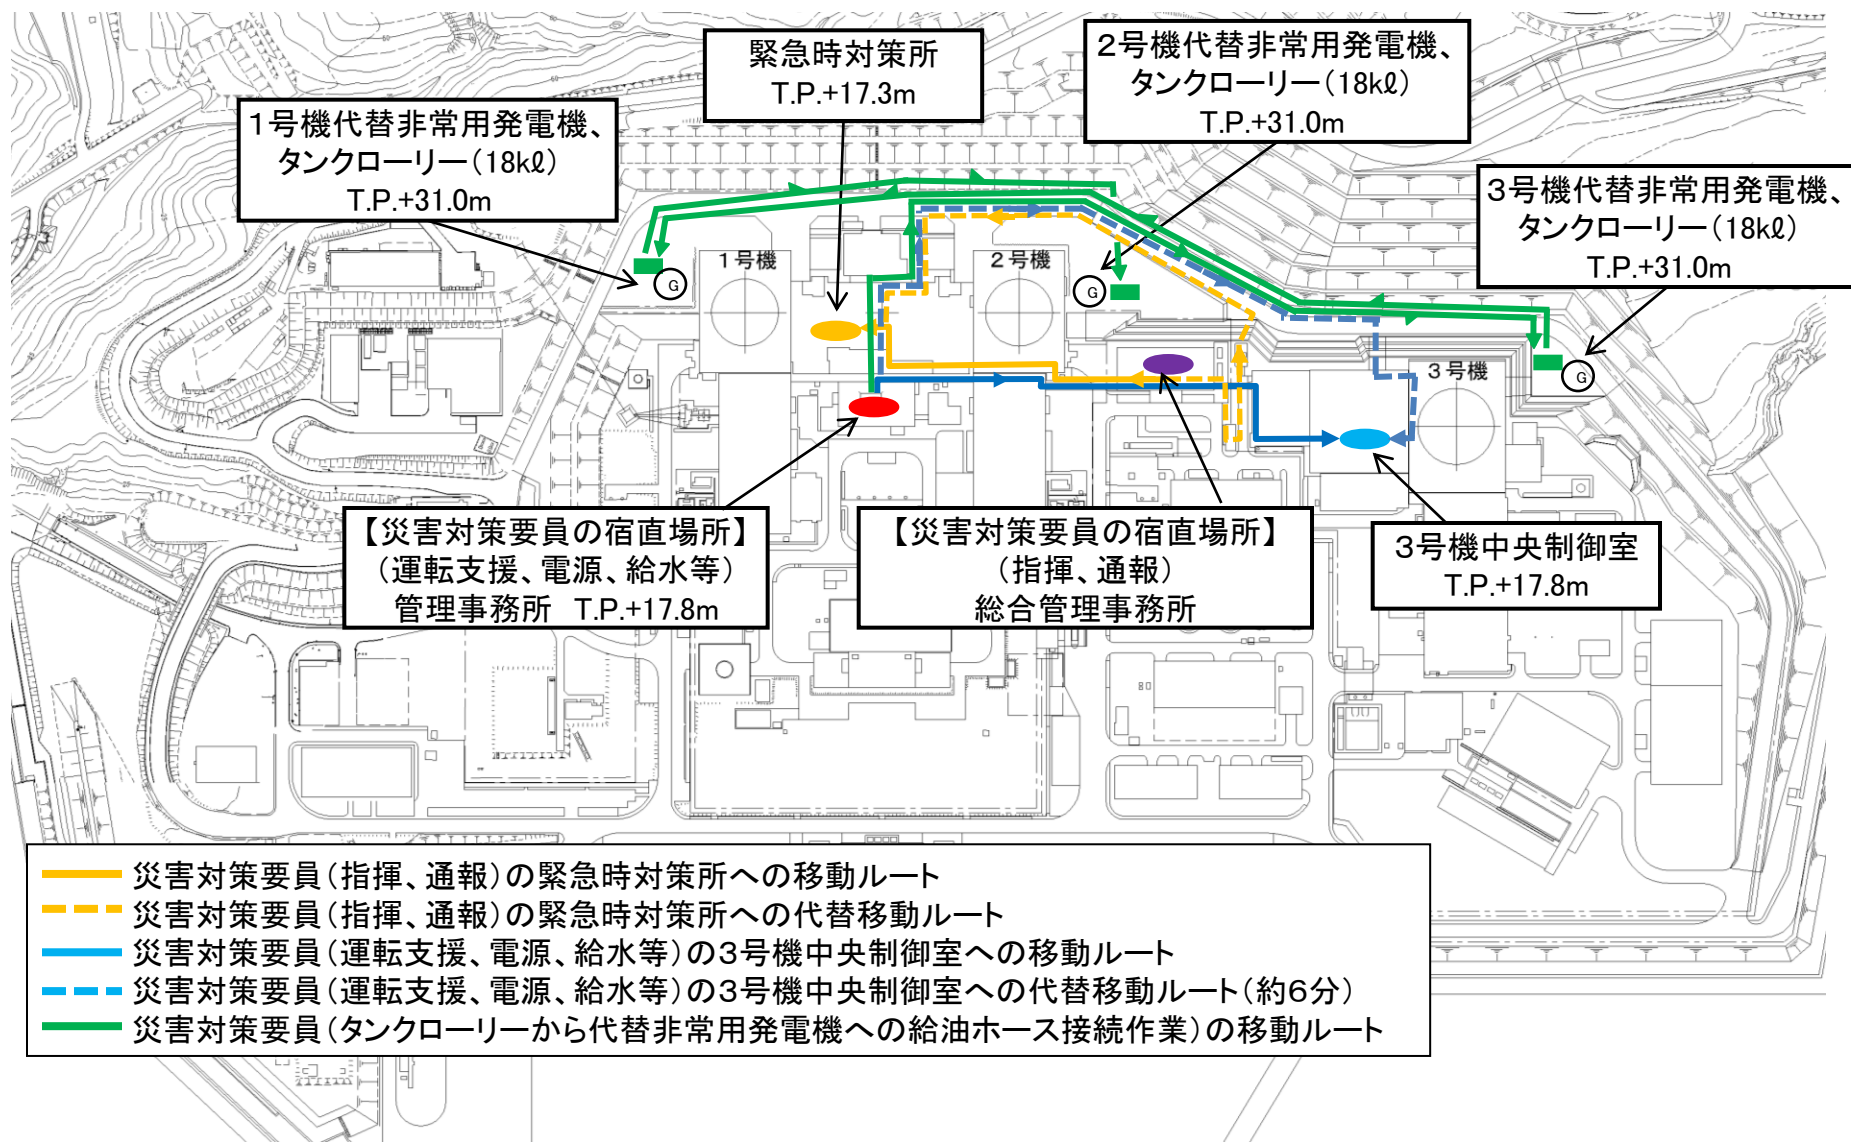 緊急時対策所
T.P.+17.3m
2号機代替非常用発電機、
タンクローリー(18kℓ)
T.P.+31.0m
1号機代替非常用発電機、
タンクローリー(18kℓ)
T.P.+31.0m
3号機代替非常用発電機、
タンクローリー(18kℓ)
T.P.+31.0m
1号機
2号機
3号機
G
G
G
【災害対策要員の宿直場所】
(運転支援、電源、給水等)
管理事務所 T.P.+17.8m
【災害対策要員の宿直場所】
(指揮、通報)
総合管理事務所
3号機中央制御室
T.P.+17.8m
災害対策要員(指揮、通報)の緊急時対策所への移動ルート
災害対策要員(指揮、通報)の緊急時対策所への代替移動ルート
災害対策要員(運転支援、電源、給水等)の3号機中央制御室への移動ルート
災害対策要員(運転支援、電源、給水等)の3号機中央制御室への代替移動ルート(約6分)
災害対策要員(タンクローリーから代替非常用発電機への給油ホース接続作業)の移動ルート